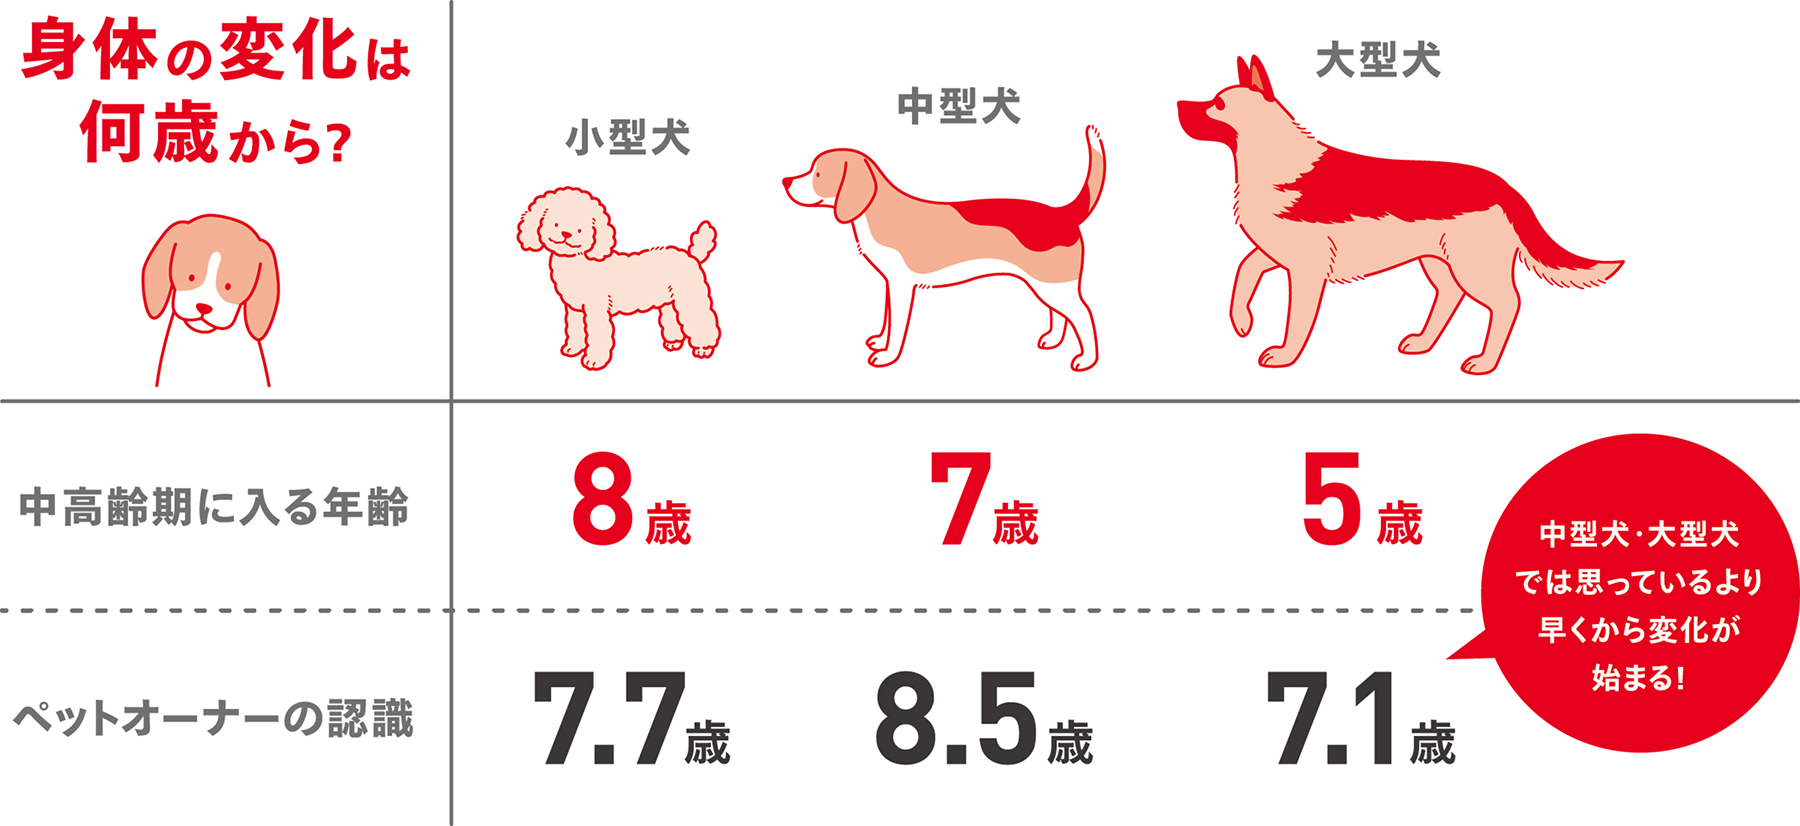 身体の変化は
何歳から?
小型犬
中型犬
大型犬
中高齢期に入る年齢
8歳
7歳
5歳
ペットオーナーの認識
7.7歳
8.5歳
7.1歳
中型犬・大型犬
では思っているより
早くから変化が
始まる!